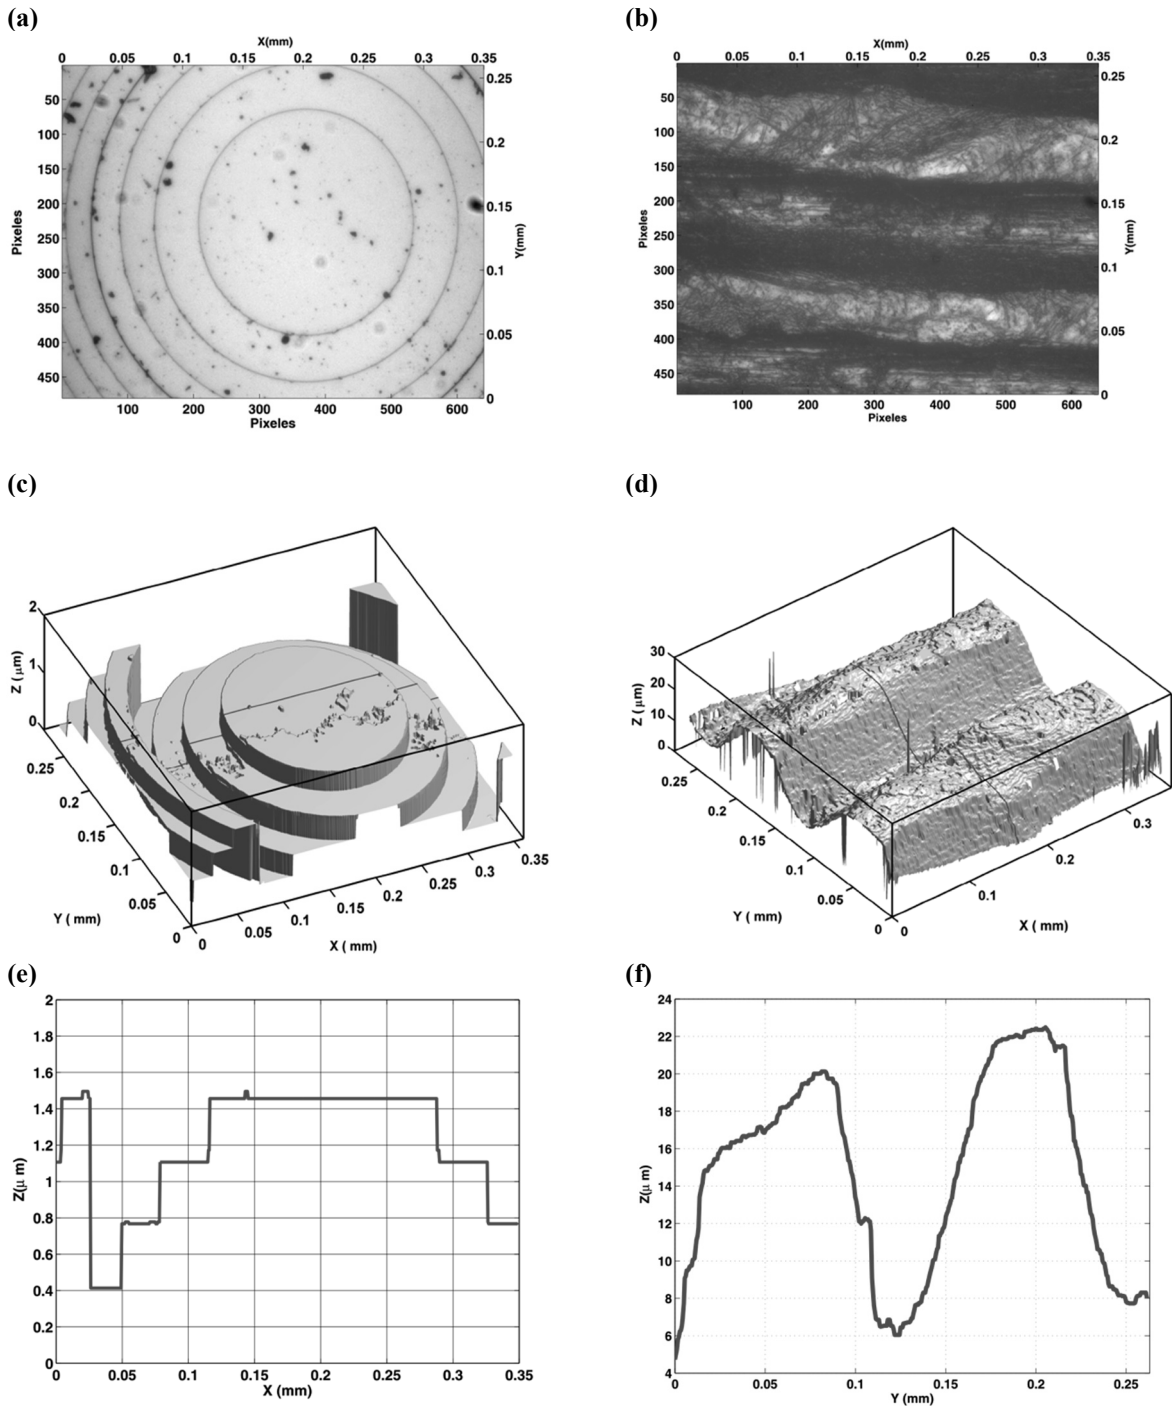 (a)
X(mm)
0 0.05 0.1 0.15 0.2 0.25 0.3 0.35
50
100
150
200
250
300
350
400
450
Pixeles
0.25
0.2
0.15
0.1
0.05
0
Y(mm)
100 200 300 400 500 600
Pixeles
(b)
X(mm)
0 0.05 0.1 0.15 0.2 0.25 0.3 0.35
50
100
150
200
250
300
350
400
450
Pixeles
0.25
0.2
0.15
0.1
0.05
0
Y(mm)
100 200 300 400 500 600
Pixeles
(c)
2
1
0
Z (μm)
0.25
0.2
0.15
0.1
0.05
0
Y ( mm)
0 0.05 0.1 0.15 0.2 0.25 0.3 0.35
X ( mm)
(d)
30
20
10
0
Z (μm)
0.25
0.2
0.15
0.1
0.05
0
Y ( mm)
0 0.1 0.2 0.3
X ( mm)
(e)
2
1.8
1.6
1.4
1.2
1
0.8
0.6
0.4
0.2
0
Z(μ m)
0 0.05 0.1 0.15 0.2 0.25 0.3 0.35
X (mm)
(f)
24
22
20
18
16
14
12
10
8
6
4
Z(μ m)
0 0.05 0.1 0.15 0.2 0.25
Y (mm)